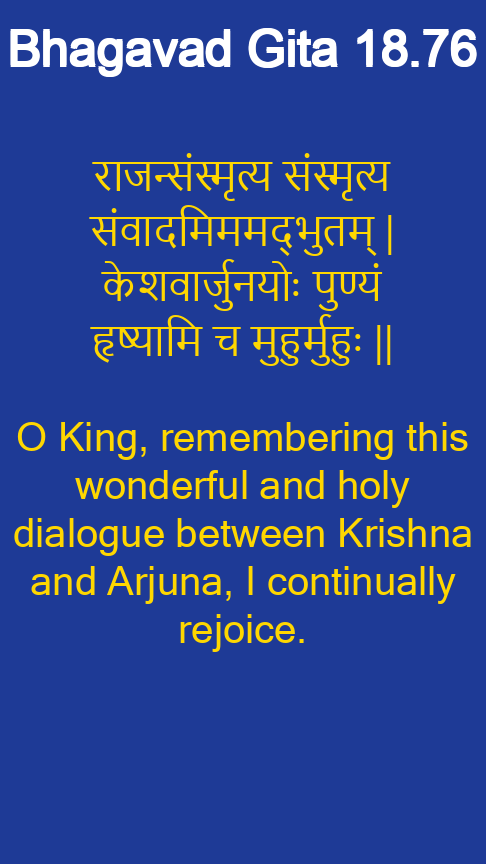 Bhagavad Gita 18.76
राजन्संस्मृत्य संस्मृत्य
संवादमिममद्भुतम् |
केशवार्जुनयोः पुण्यं
हृष्यामि च मुहुर्मुहुः ||
O King, remembering this
wonderful and holy
dialogue between Krishna
and Arjuna, I continually
rejoice.